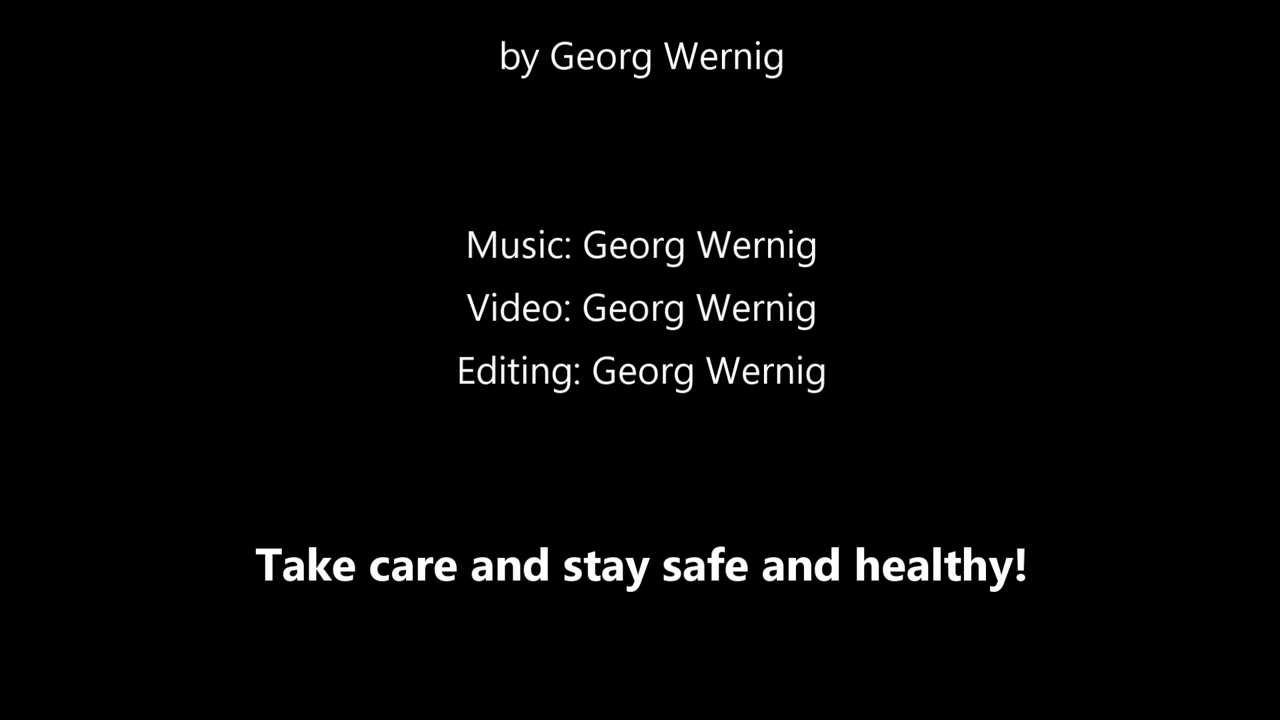 by Georg Wernig
Music: Georg Wernig
Video: Georg Wernig
Editing: Georg Wernig
Take care and stay safe and healthy!